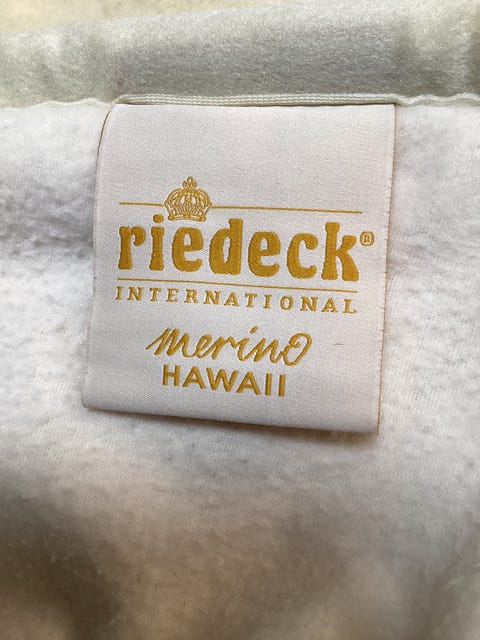 riedeck®
INTERNATIONAL
merino
HAWAII